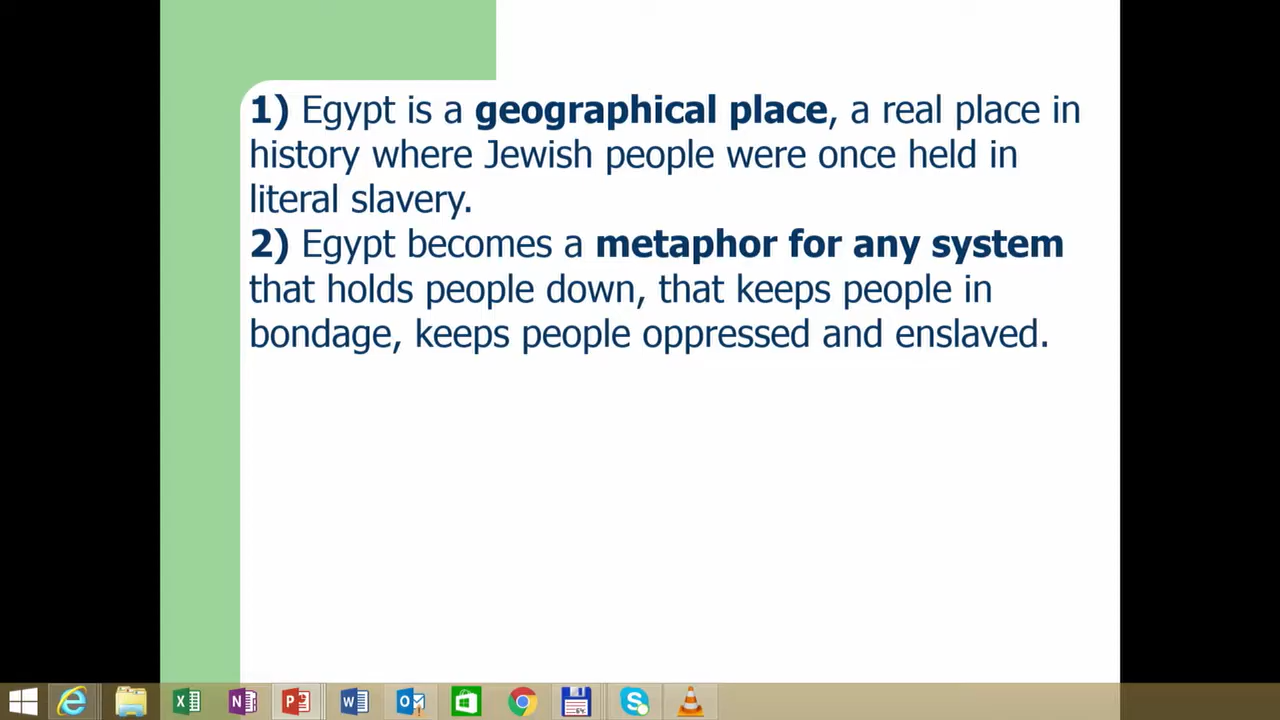 1) Egypt is a geographical place, a real place in
history where Jewish people were once held in
literal slavery.
2) Egypt becomes a metaphor for any system
that holds people down, that keeps people in
bondage, keeps people oppressed and enslaved.